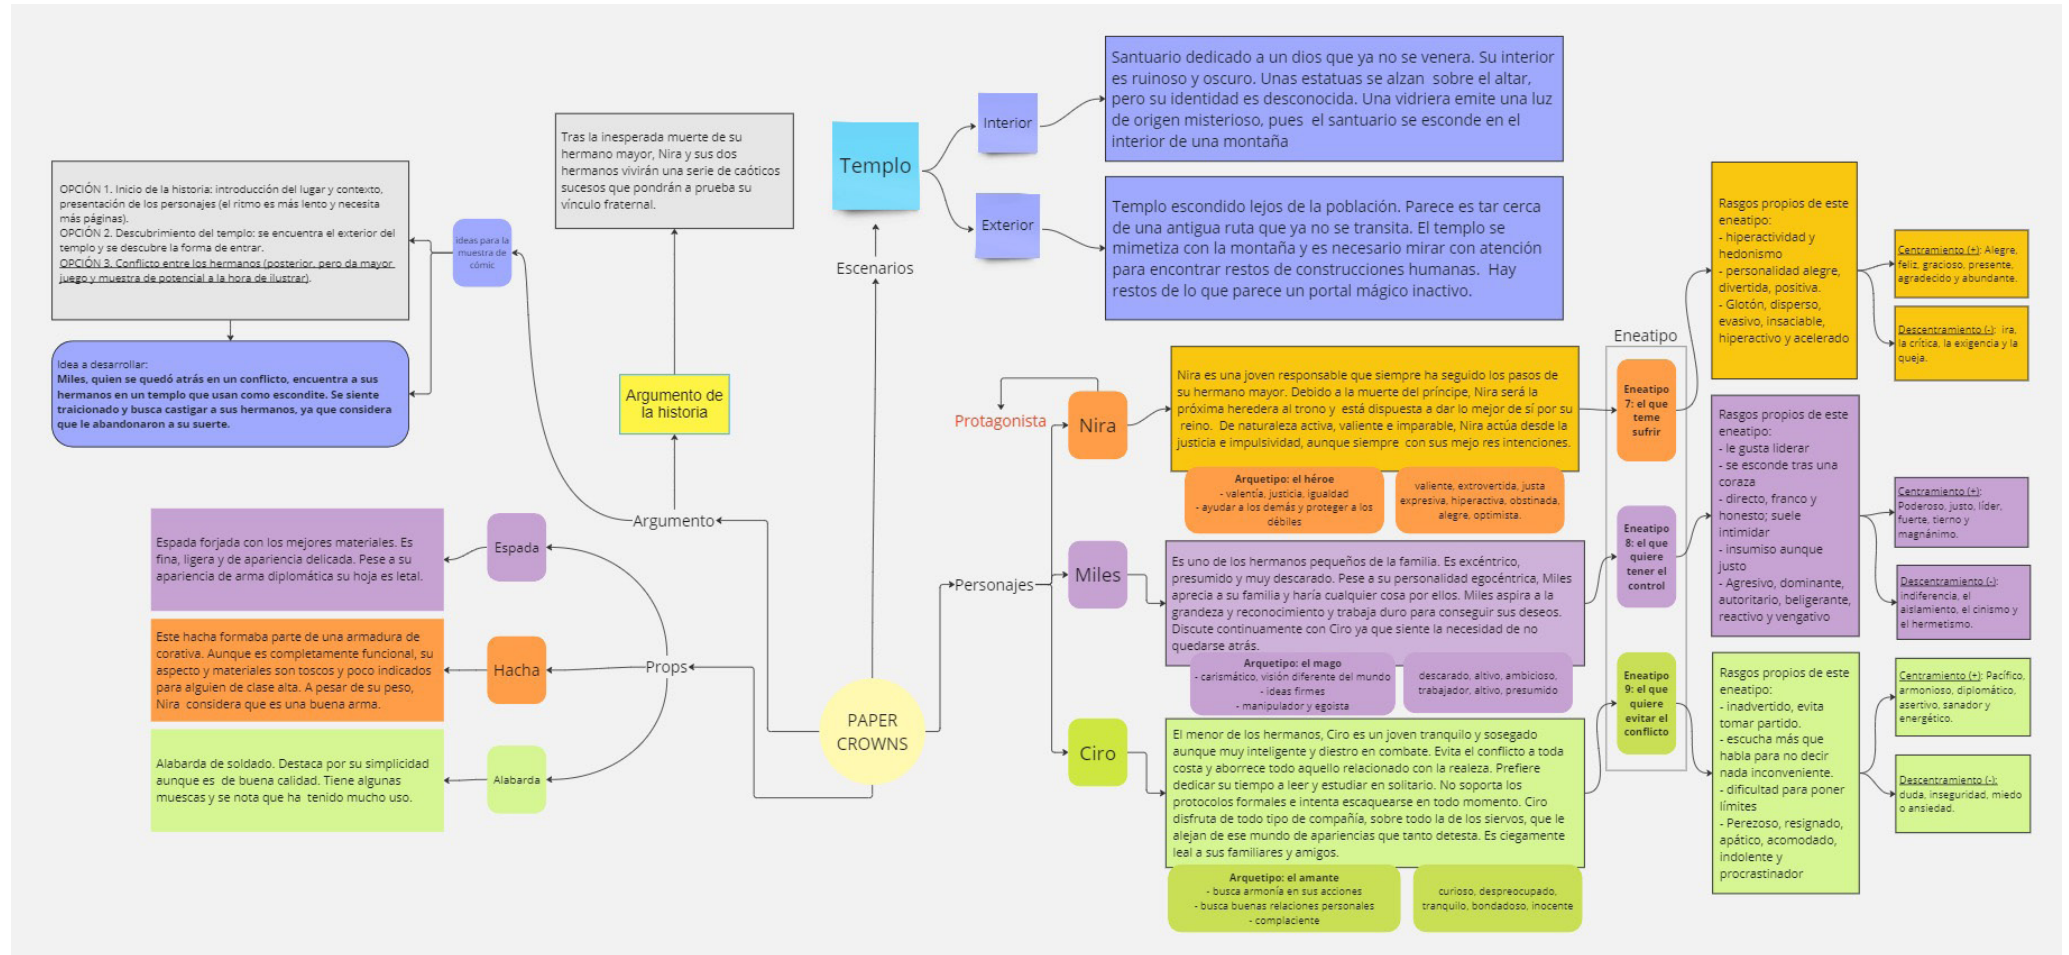 Santuario dedicado a un dios que ya no se venera. Su interior
es ruinoso y oscuro. Unas estatuas se alzan sobre el altar,
pero su identidad es desconocida. Una vidriera emite una luz
de origen misterioso, pues el santuario se esconde en el
interior de una montaña
Interior
Templo
Exterior
Templo escondido lejos de la población. Parece es tar cerca
de una antigua ruta que ya no se transita. El templo se
mimetiza con la montaña y es necesario mirar con atención
para encontrar restos de construcciones humanas. Hay
restos de lo que parece un portal mágico inactivo.
Escenarios
Tras la inesperada muerte de su
hermano mayor, Nira y sus dos
hermanos vivirán una serie de caóticos
sucesos que pondrán a prueba su
vínculo fraternal.
OPCIÓN 1. Inicio de la historia: introducción del lugar y contexto,
presentación de los personajes (el ritmo es más lento y necesita
más páginas).
OPCIÓN 2. Descubrimiento del templo: se encuentra el exterior del
templo y se descubre la forma de entrar.
OPCIÓN 3. Conflicto entre los hermanos (posterior, pero da mayor
juego y muestra de potencial a la hora de ilustrar).
ideas para la
muestra de
cómic
Idea a desarrollar:
Miles, quien se quedó atrás en un conflicto, encuentra a sus
hermanos en un templo que usan como escondite. Se siente
traicionado y busca castigar a sus hermanos, ya que considera
que le abandonaron a su suerte.
Argumento de
la historia
Argumento
Espada
Espada forjada con los mejores materiales. Es
fina, ligera y de apariencia delicada. Pese a su
apariencia de arma diplomática su hoja es letal.
Hacha
Este hacha formaba parte de una armadura de
corativa. Aunque es completamente funcional, su
aspecto y materiales son toscos y poco indicados
para alguien de clase alta. A pesar de su peso,
Nira considera que es una buena arma.
Props
Alabarda
Alabarda de soldado. Destaca por su simplicidad
aunque es de buena calidad. Tiene algunas
muescas y se nota que ha tenido mucho uso.
PAPER
CROWNS
Personajes
Protagonista
Nira
Nira es una joven responsable que siempre ha seguido los pasos de
su hermano mayor. Debido a la muerte del príncipe, Nira será la
próxima heredera al trono y está dispuesta a dar lo mejor de sí por su
reino. De naturaleza activa, valiente e imparable, Nira actúa desde la
justicia e impulsividad, aunque siempre con sus mejo res intenciones.
Arquetipo: el héroe
- valentía, justicia, igualdad
- ayudar a los demás y proteger a los
débiles
valiente, extrovertida, justa
expresiva, hiperactiva, obstinada,
alegre, optimista.
Miles
Es uno de los hermanos pequeños de la familia. Es excéntrico,
presumido y muy descarado. Pese a su personalidad egocéntrica, Miles
aprecia a su familia y haría cualquier cosa por ellos. Miles aspira a la
grandeza y reconocimiento y trabaja duro para conseguir sus deseos.
Discute continuamente con Ciro ya que siente la necesidad de no
quedarse atrás.
Arquetipo: el mago
- carismático, visión diferente del mundo
- ideas firmes
- manipulador y egoista
descarado, altivo, ambicioso,
trabajador, altivo, presumido
Ciro
El menor de los hermanos, Ciro es un joven tranquilo y sosegado
aunque muy inteligente y diestro en combate. Evita el conflicto a toda
costa y aborrece todo aquello relacionado con la realeza. Prefiere
dedicar su tiempo a leer y estudiar en solitario. No soporta los
protocolos formales e intenta escaquearse en todo momento. Ciro
disfruta de todo tipo de compañía, sobre todo la de los siervos, que le
alejan de ese mundo de apariencias que tanto detesta. Es ciegamente
leal a sus familiares y amigos.
Arquetipo: el amante
- busca armonía en sus acciones
- busca buenas relaciones personales
- complaciente
curioso, despreocupado,
tranquilo, bondadoso, inocente
Eneatipo
Eneatipo
7: el que
teme
sufrir
Eneatipo
8: el que
quiere
tener el
control
Eneatipo
9: el que
quiere
evitar el
conflicto
Rasgos propios de este
eneatipo:
- hiperactividad y
hedonismo
- personalidad alegre,
divertida, positiva.
- Glotón, disperso,
evasivo, insaciable,
hiperactivo y acelerado
Centramiento (+): Alegre,
feliz, gracioso, presente,
agradecido y abundante.
Descentramiento (-): ira,
la crítica, la exigencia y la
queja.
Rasgos propios de este
eneatipo:
- le gusta liderar
- se esconde tras una
coraza
- directo, franco y
honesto; suele
intimidar
- insumiso aunque
justo
- Agresivo, dominante,
autoritario, beligerante,
reactivo y vengativo
Centramiento (+):
Poderoso, justo, líder,
fuerte, tierno y
magnánimo.
Descentramiento (-):
indiferencia, el
aislamiento, el cinismo y
el hermetismo.
Rasgos propios de este
eneatipo:
- inadvertido, evita
tomar partido.
- escucha más que
habla para no decir
nada inconveniente.
- dificultad para poner
límites
- Perezoso, resignado,
apático, acomodado,
indolente y
procrastinador
Centramiento (+): Pacífico,
armonioso, diplomático,
asertivo, sanador y
energético.
Descentramiento (-):
duda, inseguridad, miedo
o ansiedad.